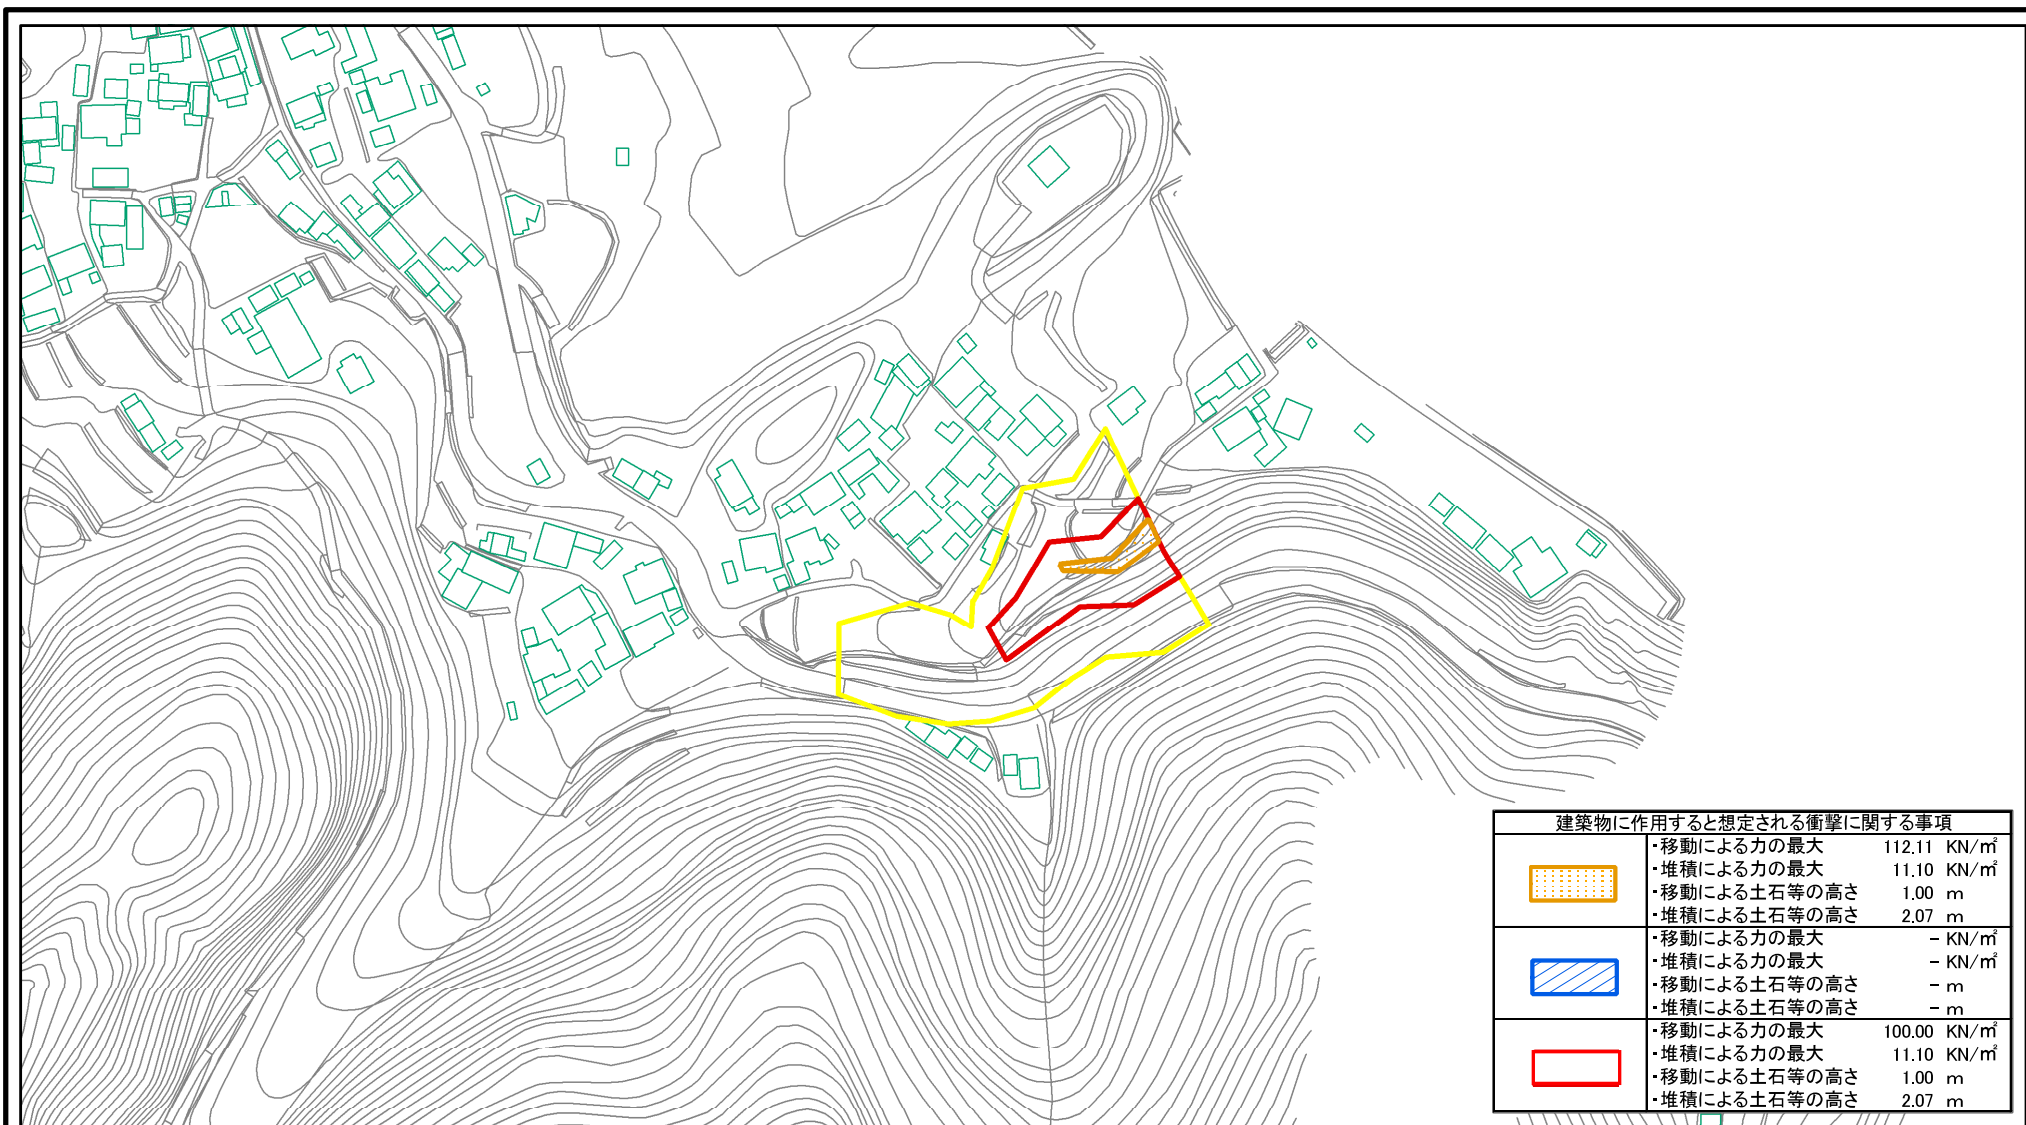 建築物に作用すると想定される衝撃に関する事項
・移動による力の最大 112.11 KN/㎡
・堆積による力の最大 11.10 KN/㎡
・移動による土石等の高さ 1.00 m
・堆積による土石等の高さ 2.07 m
・移動による力の最大 - KN/㎡
・堆積による力の最大 - KN/㎡
・移動による土石等の高さ - m
・堆積による土石等の高さ - m
・移動による力の最大 100.00 KN/㎡
・堆積による力の最大 11.10 KN/㎡
・移動による土石等の高さ 1.00 m
・堆積による土石等の高さ 2.07 m